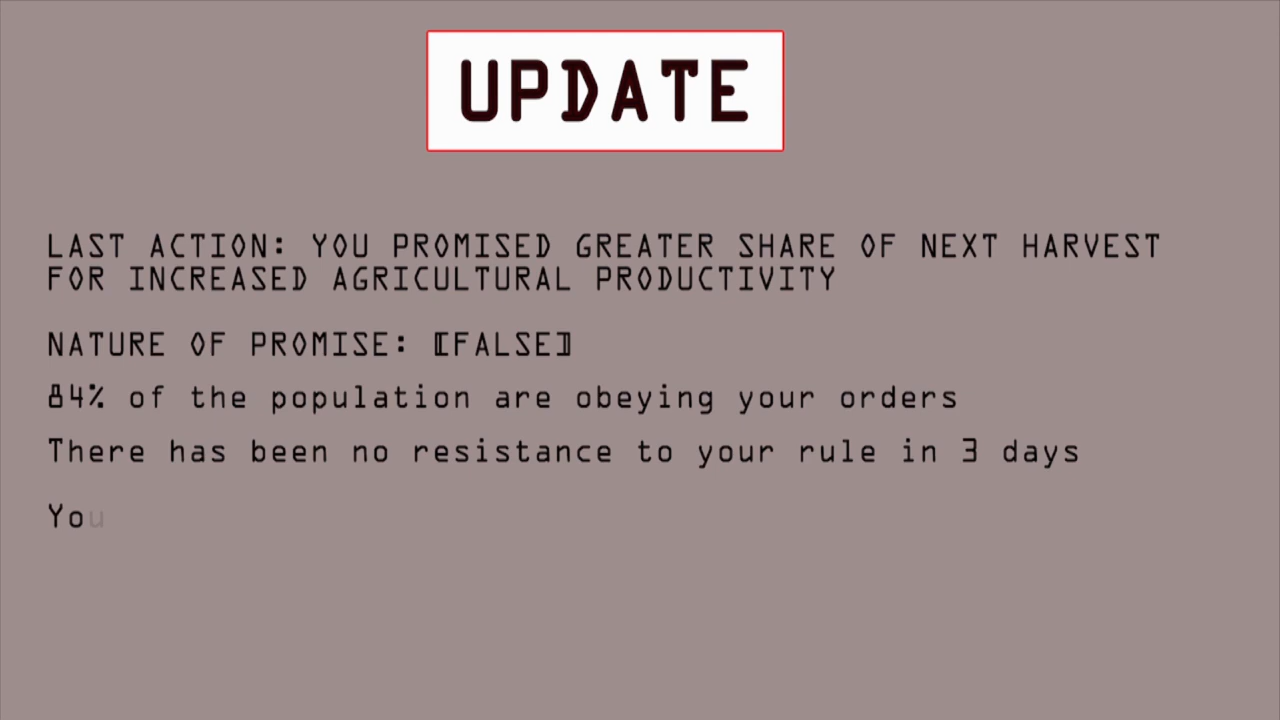 UPDATE
LAST ACTION: YOU PROMISED GREATER SHARE OF NEXT HARVEST
FOR INCREASED AGRICULTURAL PRODUCTIVITY
NATURE OF PROMISE: [FALSE]
84% of the population are obeying your orders
There has been no resistance to your rule in 3 days
You